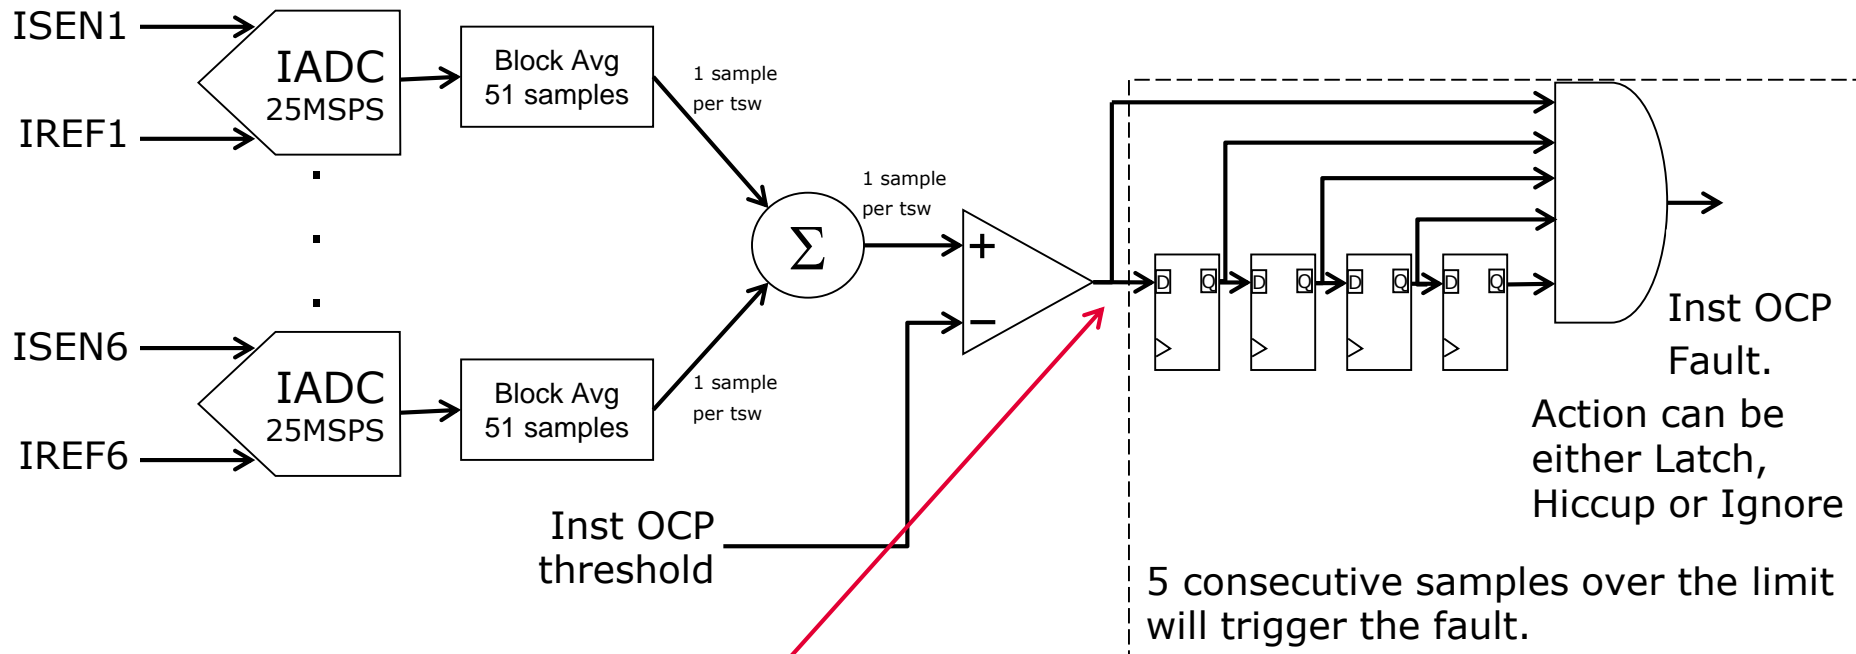 ISEN1
IREF1
IADC
25MSPS
Block Avg
51 samples
1 sample
per tsw
.
.
.
ISEN6
IREF6
IADC
25MSPS
Block Avg
51 samples
1 sample
per tsw
Σ
1 sample
per tsw
Inst OCP
threshold
+
−
D Q
D Q
D Q
D Q
Inst OCP
Fault.
Action can be
either Latch,
Hiccup or Ignore
5 consecutive samples over the limit
will trigger the fault.